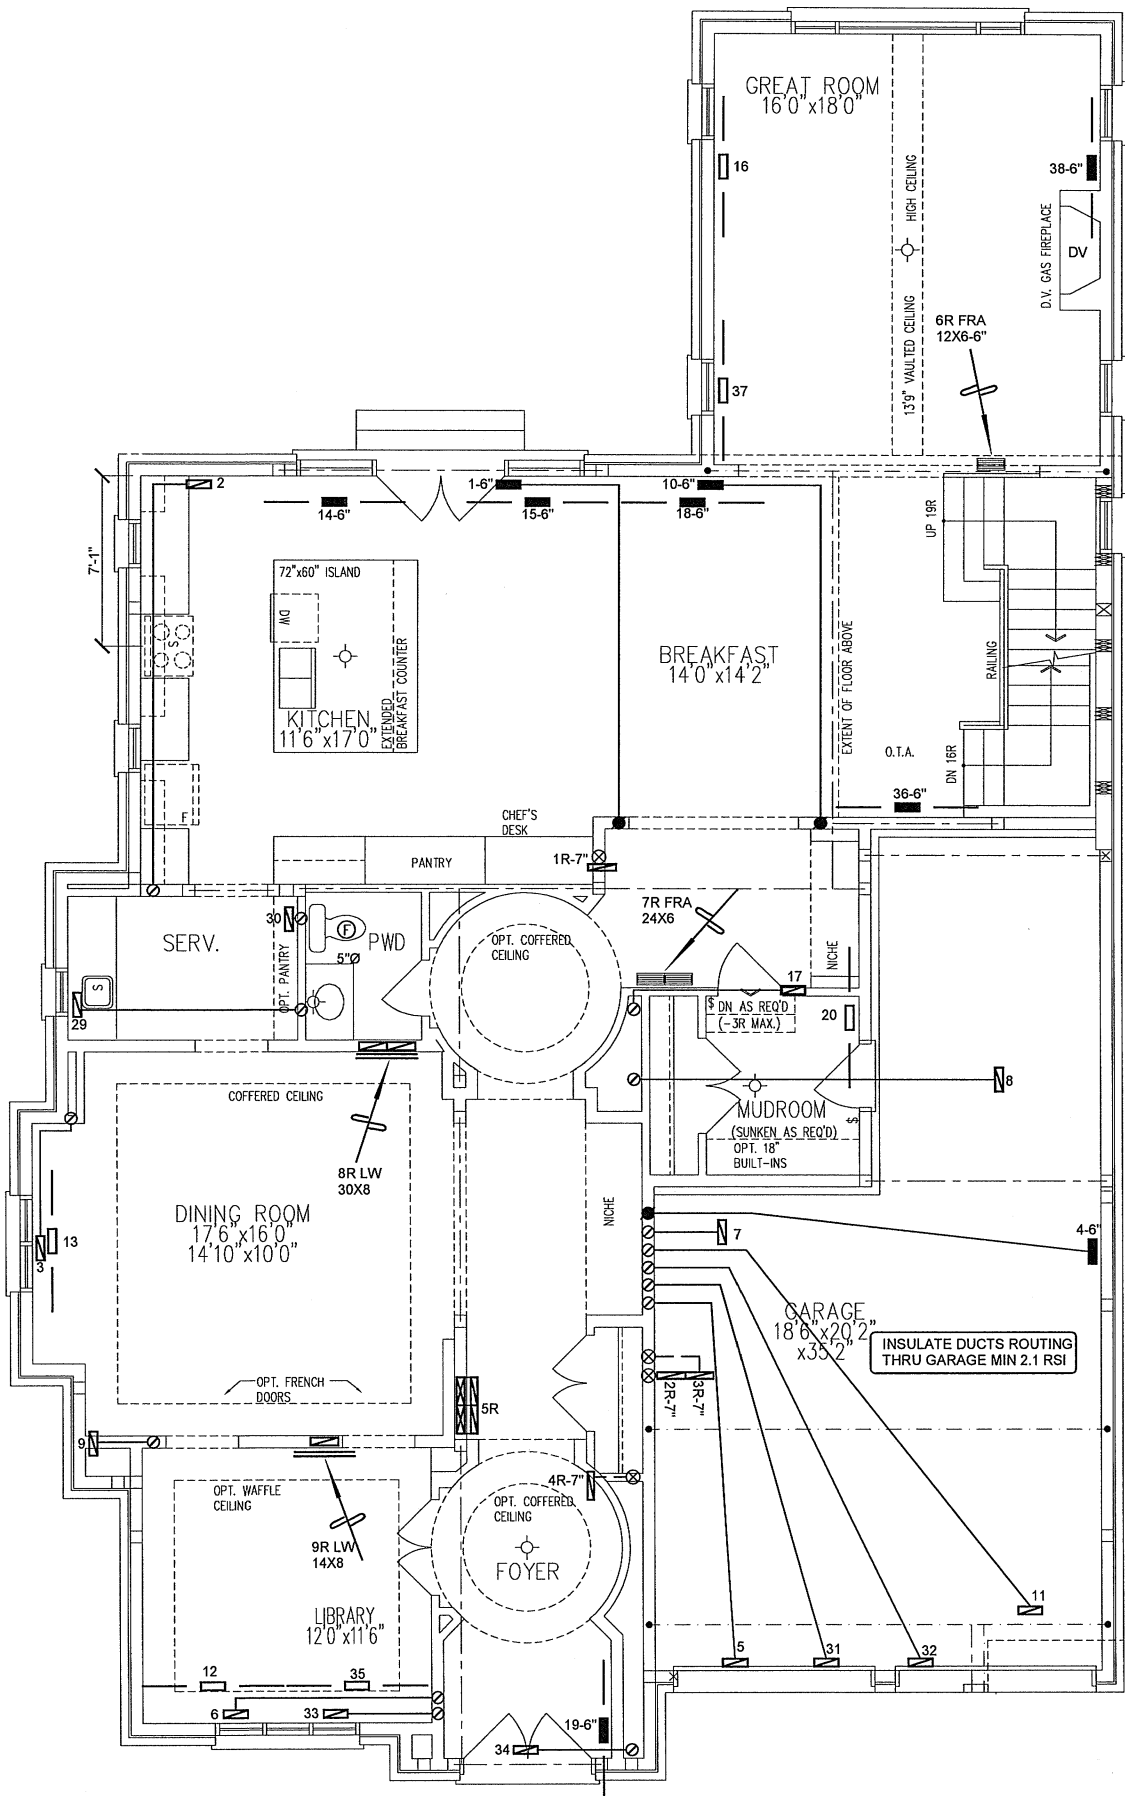 GREAT ROOM
16'0"x18'0"
16
38-6"
HIGH CEILING
13'9" VAULTED CEILING
D.V. GAS FIREPLACE
DV
6R FRA
12X6-6"
37
2
1-6"
10-6"
14-6"
15-6"
18-6"
7'-1"
UP 19R
72"x60" ISLAND
DW
S
KITCHEN
11'6"x17'0"
EXTENDED
BREAKFAST COUNTER
BREAKFAST
14'0"x14'2"
EXTENT OF FLOOR ABOVE
RAILING
O.T.A.
DN 16R
36-6"
F
CHEF'S
DESK
PANTRY
1R-7"
7R FRA
24X6
SERV.
30
OPT. PANTRY
F
PWD
5"
OPT. COFFERED
CEILING
NICHE
17
$ DN AS REQ'D
(-3R MAX.)
20
S
29
8
COFFERED CEILING
MUDROOM
(SUNKEN AS REQ'D)
OPT. 18"
BUILT-INS
$
8R LW
30X8
DINING ROOM
17'6"x16'0"
14'10"x10'0"
NICHE
13
3
7
4-6"
GARAGE
18'6"x20'2"
x35'2"
INSULATE DUCTS ROUTING
THRU GARAGE MIN 2.1 RSI
OPT. FRENCH
DOORS
5R
2R-7"
3R-7"
9
4R-7"
OPT. WAFFLE
CEILING
OPT. COFFERED
CEILING
9R LW
14X8
FOYER
LIBRARY
12'0"x11'6"
11
12
35
5
31
32
6
33
19-6"
34